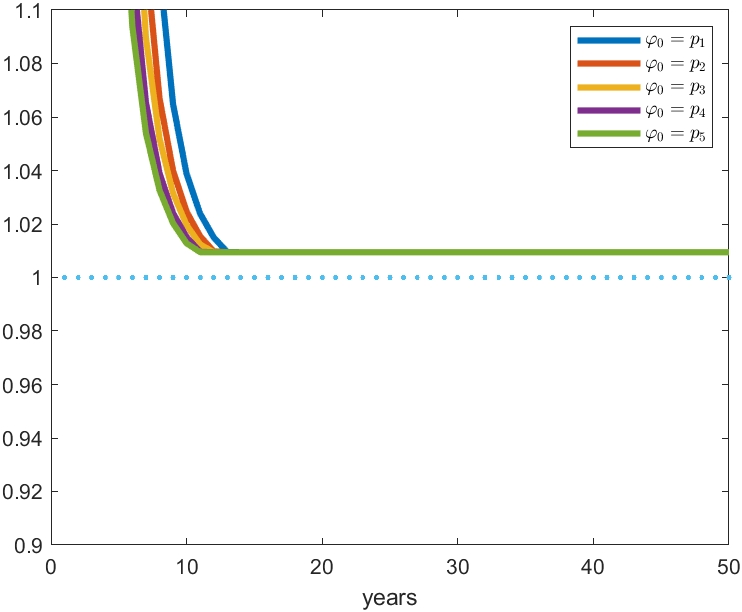 1.1
1.08
1.06
1.04
1.02
1
0.98
0.96
0.94
0.92
0.9
φ₀ = p₁
φ₀ = p₂
φ₀ = p₃
φ₀ = p₄
φ₀ = p₅
0 10 20 30 40 50
years